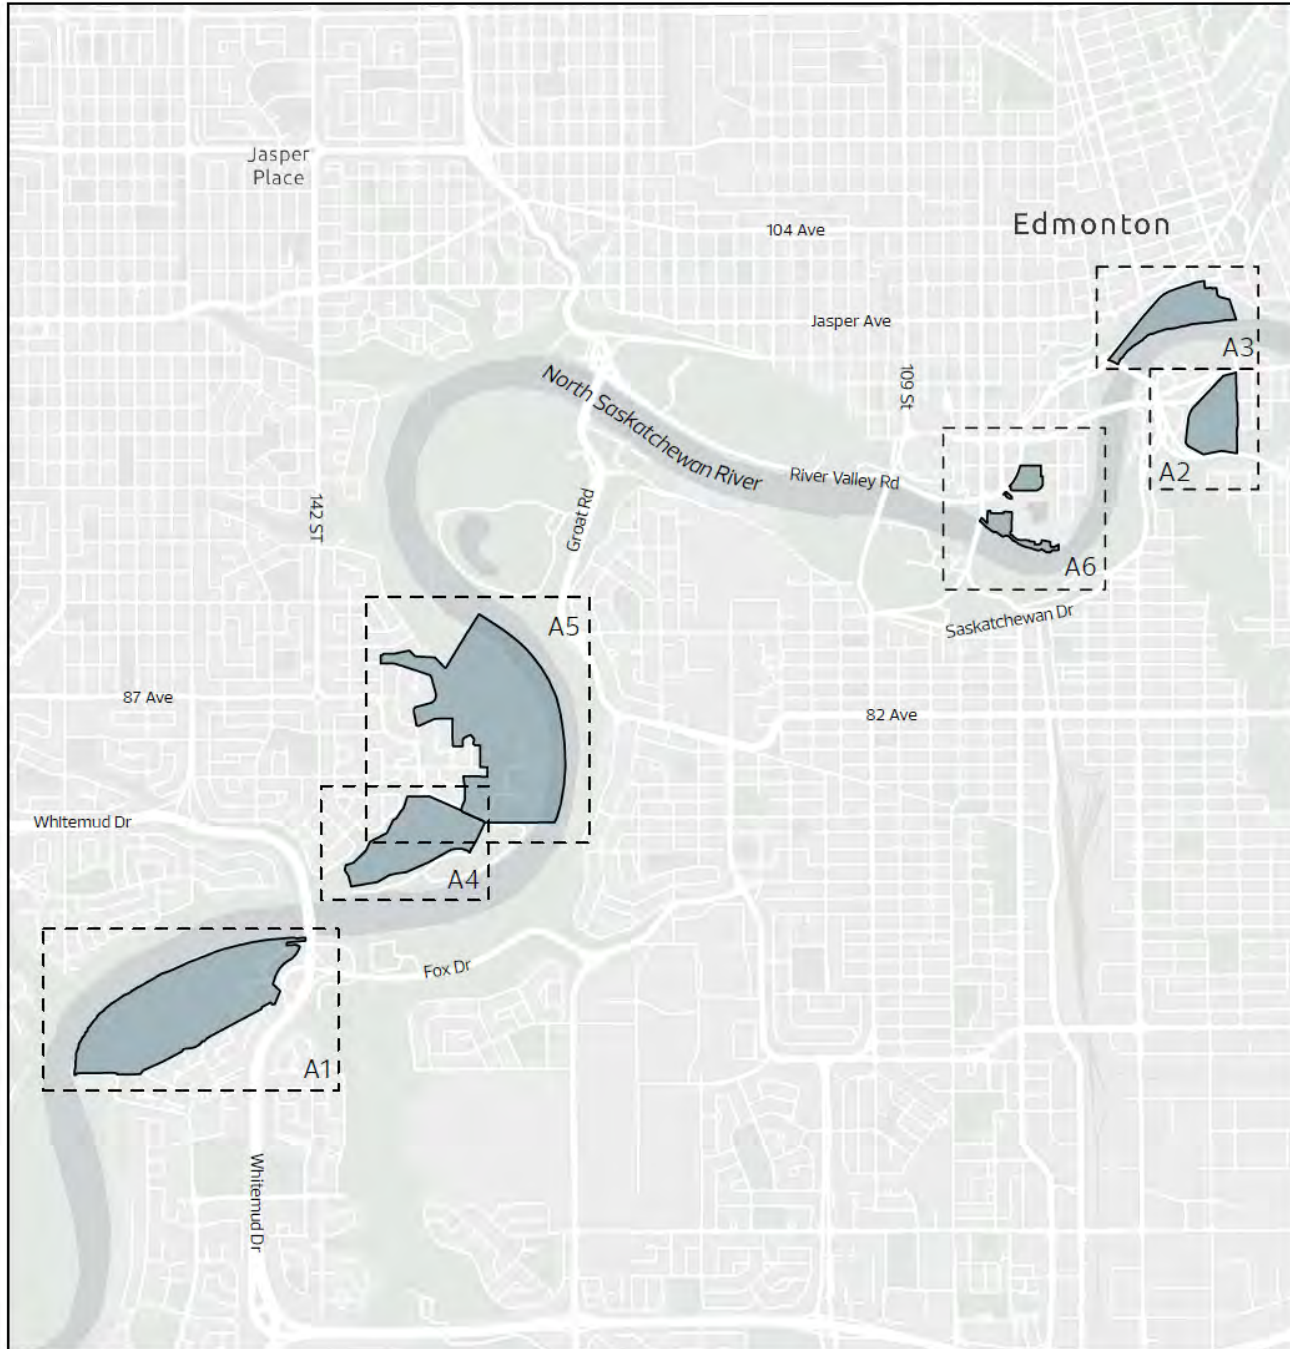 Jasper
Place
Edmonton
104 Ave
Jasper Ave
A3
109 St
North Saskatchewan River
A2
River Valley Rd
142 ST
Groat Rd
A6
A5
Saskatchewan Dr
87 Ave
82 Ave
Whitemud Dr
A4
Fox Dr
A1
Whitemud Dr